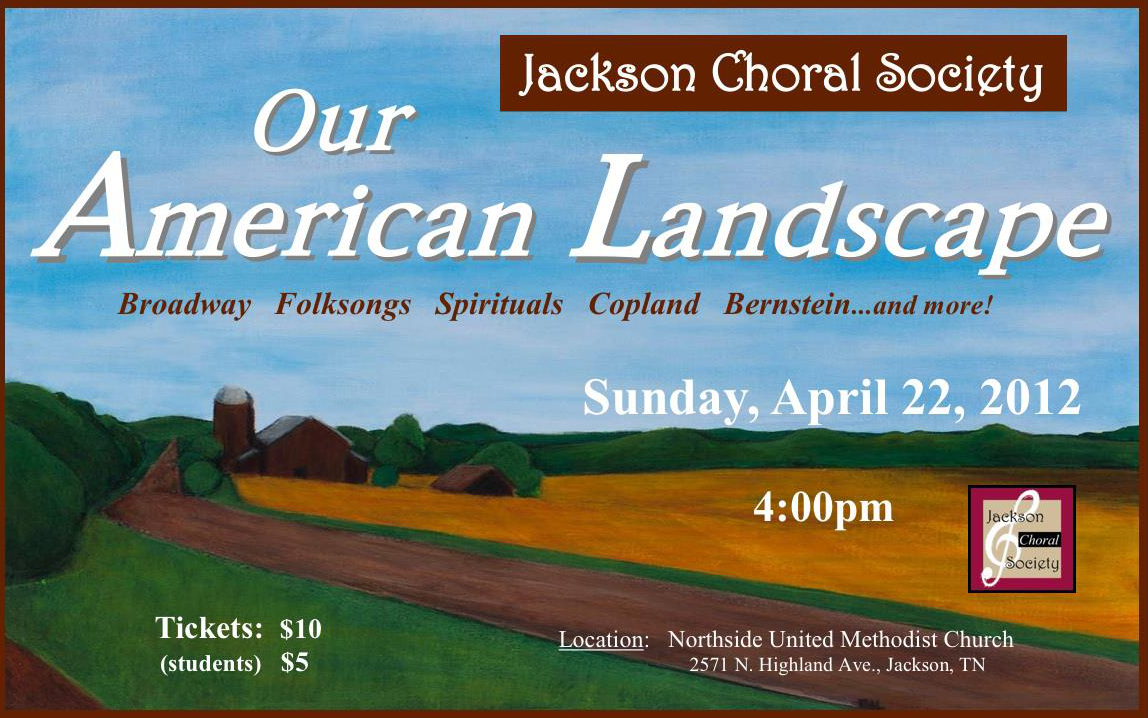 Jackson Choral Society
Our
American Landscape
Broadway Folksongs Spirituals Copland Bernstein...and more!
Sunday, April 22, 2012
4:00pm
Jackson
Choral
Society
Tickets: $10
(students) $5
Location: Northside United Methodist Church
2571 N. Highland Ave., Jackson, TN